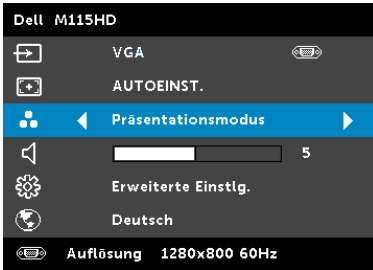 Dell M115HD
VGA
AUTOEINST.
Präsentationsmodus
5
Erweiterte Einstlg.
Deutsch
Auflösung 1280x800 60Hz